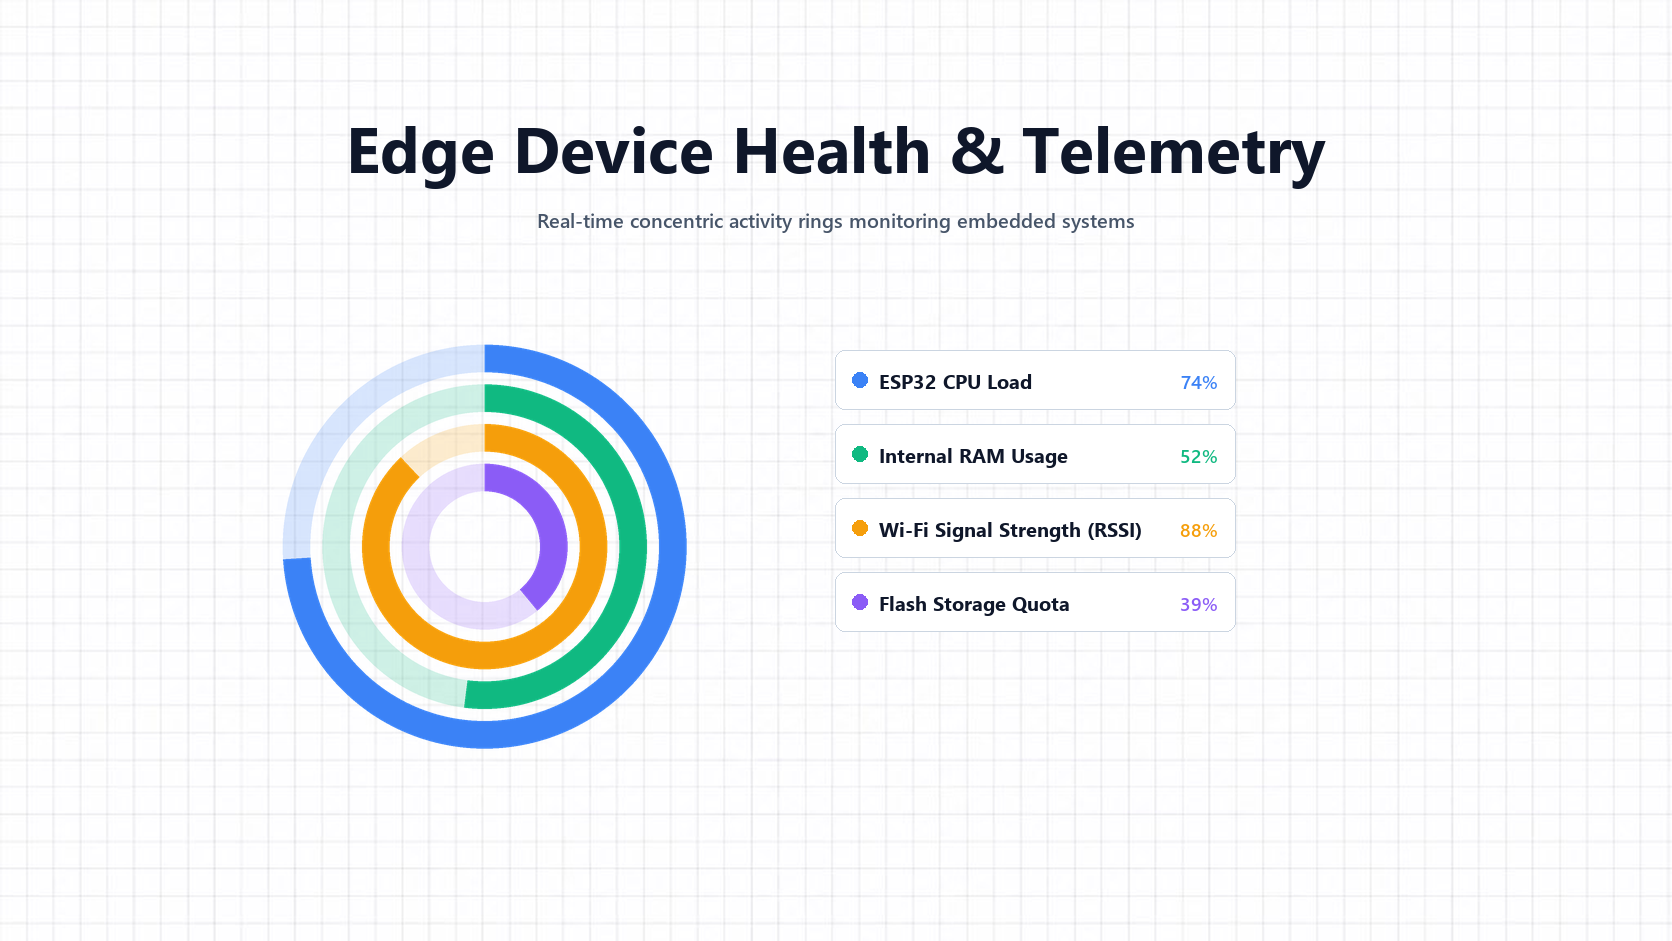 Edge Device Health & Telemetry
Real-time concentric activity rings monitoring embedded systems
ESP32 CPU Load 74%
Internal RAM Usage 52%
Wi-Fi Signal Strength (RSSI) 88%
Flash Storage Quota 39%